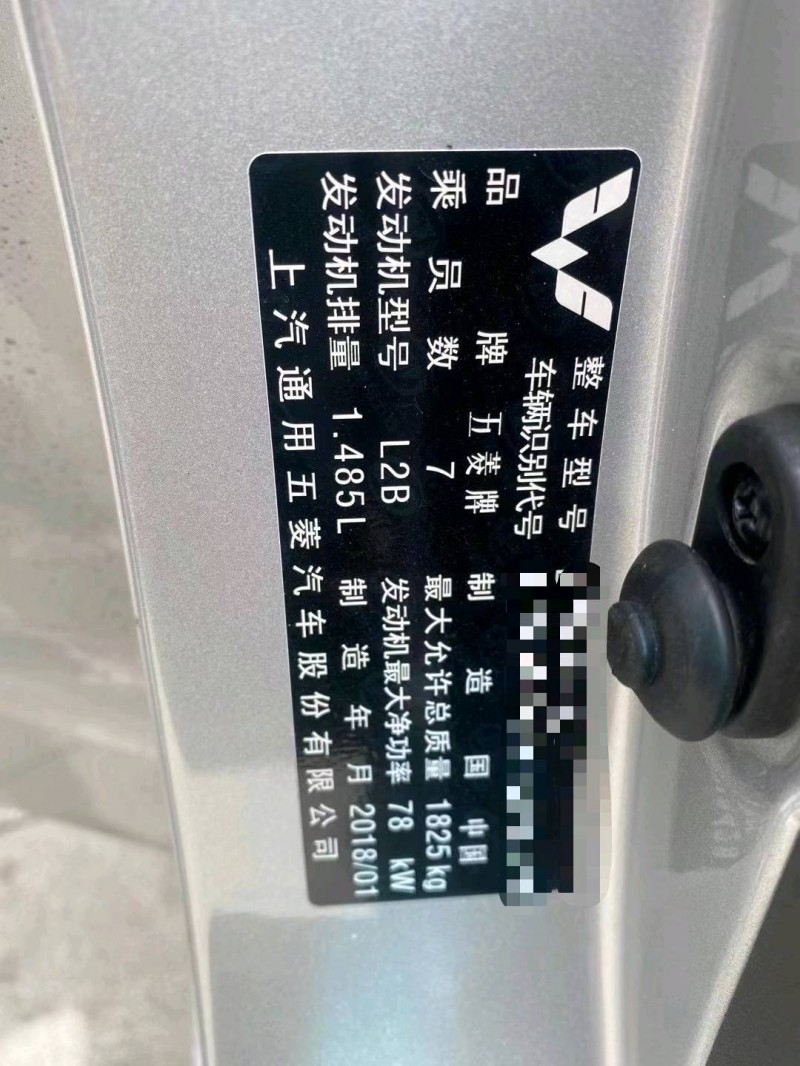 整车型号
车辆识别代号
品牌 五菱牌 制造国 中国
乘员数 7 最大允许总质量 1825kg
发动机型号 L2B 发动机最大净功率 78 kW
发动机排量 1.485L 制造年月 2018/01
上汽通用五菱汽车股份有限公司